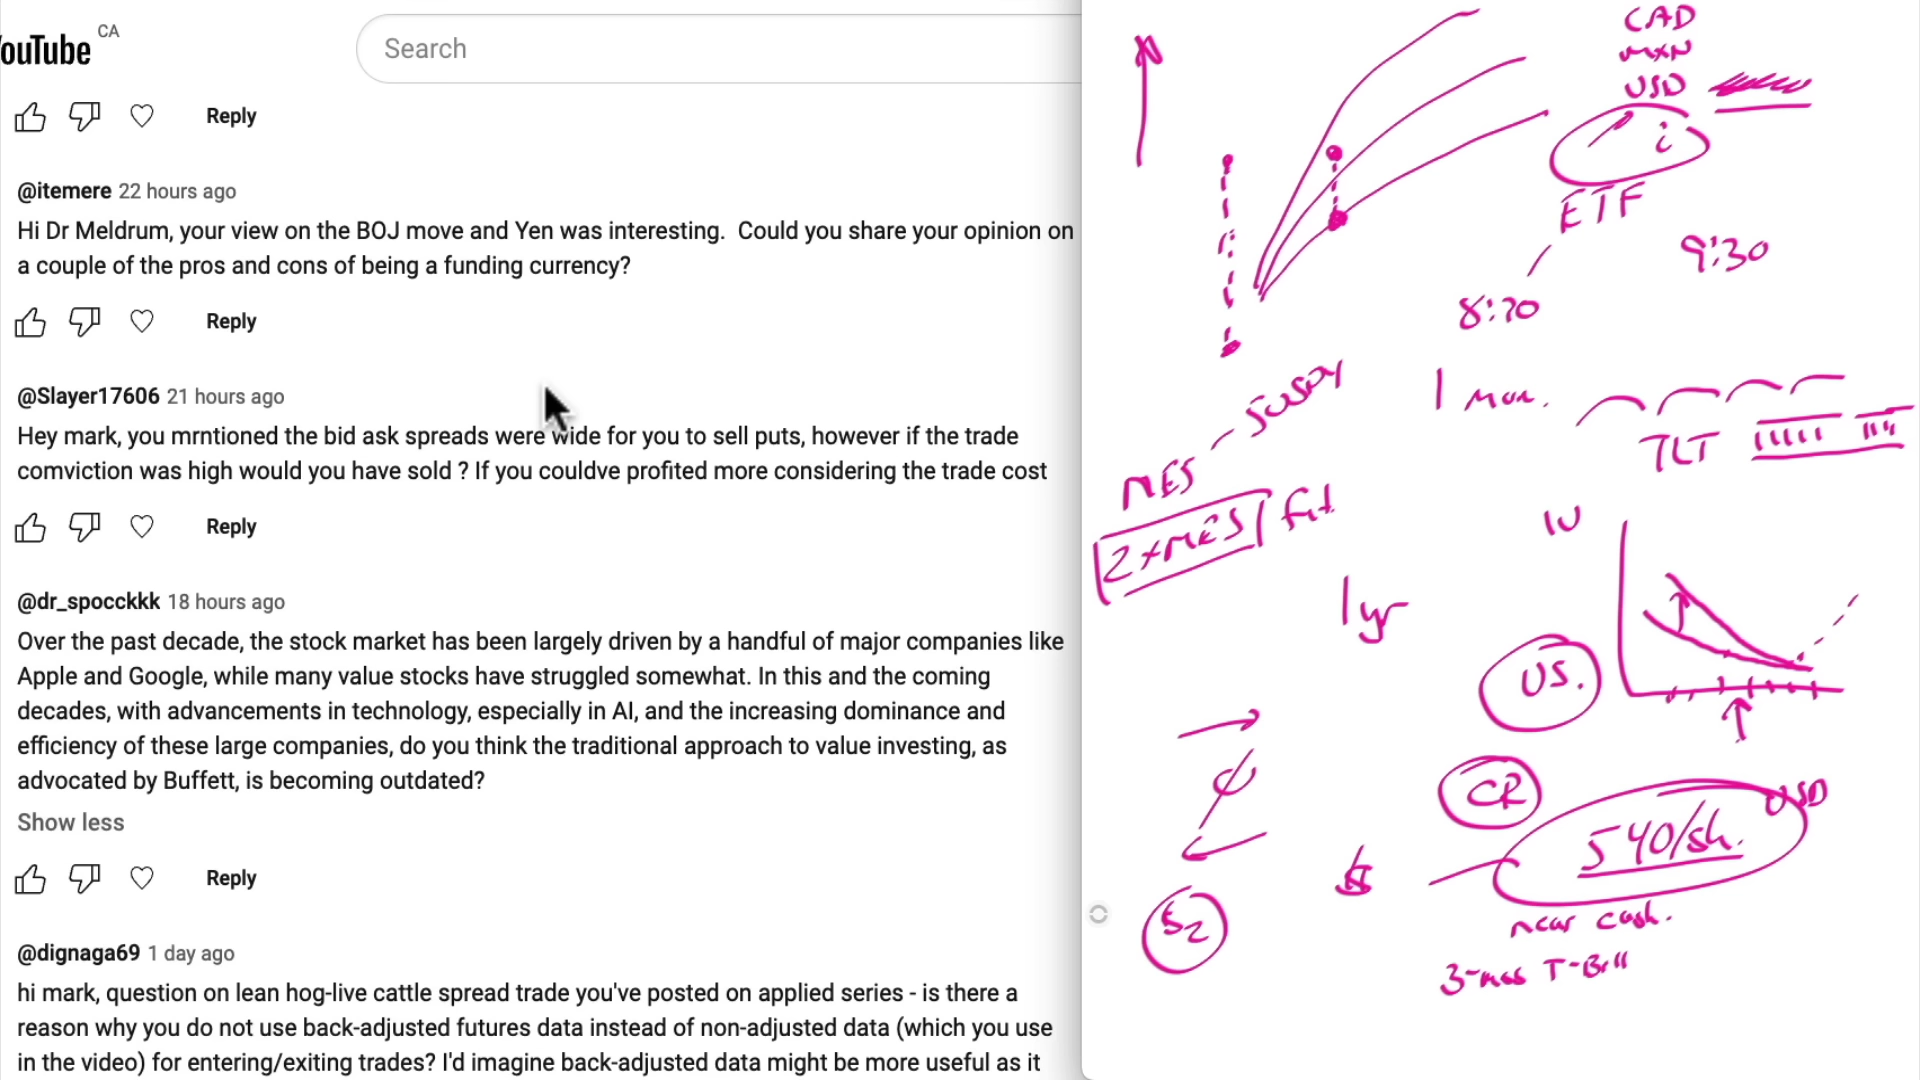 ouTube CA
Search
Reply
@itemere 22 hours ago
Hi Dr Meldrum, your view on the BOJ move and Yen was interesting.  Could you share your opinion on
a couple of the pros and cons of being a funding currency?
Reply
@Slayer17606 21 hours ago
Hey mark, you mrntioned the bid ask spreads were wide for you to sell puts, however if the trade
comviction was high would you have sold ? If you couldve profited more considering the trade cost
Reply
@dr_spocckkk 18 hours ago
Over the past decade, the stock market has been largely driven by a handful of major companies like
Apple and Google, while many value stocks have struggled somewhat. In this and the coming
decades, with advancements in technology, especially in AI, and the increasing dominance and
efficiency of these large companies, do you think the traditional approach to value investing, as
advocated by Buffett, is becoming outdated?
Show less
Reply
@dignaga69 1 day ago
hi mark, question on lean hog-live cattle spread trade you've posted on applied series - is there a
reason why you do not use back-adjusted futures data instead of non-adjusted data (which you use
in the video) for entering/exiting trades? I'd imagine back-adjusted data might be more useful as it
CAD
MXN
USD
i
ETF
9:30
1 mon.
TLT
MES
2xMES
1yr
US.
CR
USD
540/sh.
near cash.
3-mos T-Bill